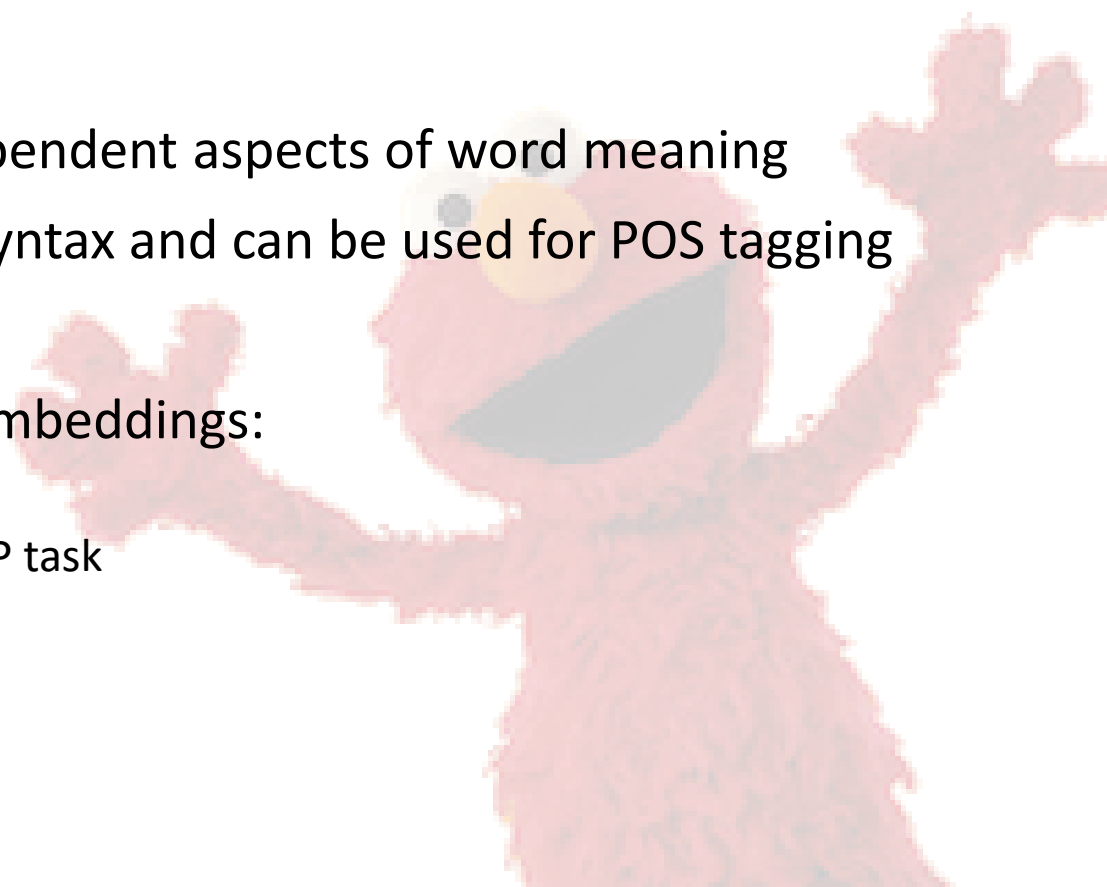 pendent aspects of word meaning
yntax and can be used for POS tagging
mbeddings:
P task